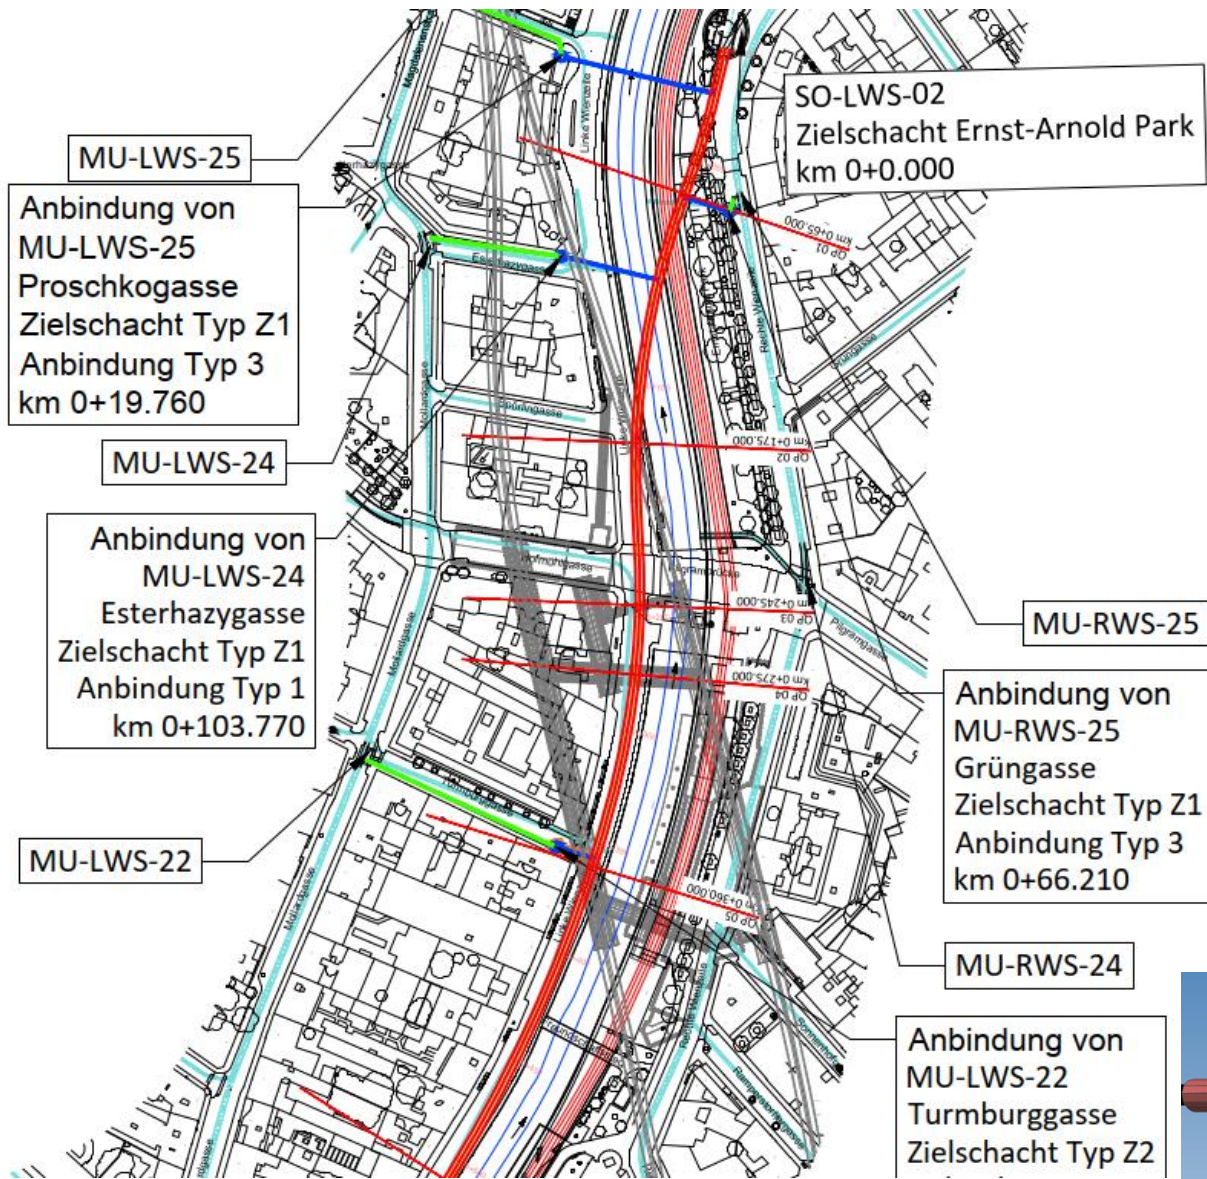 SO-LWS-02
Zielschacht Ernst-Arnold Park
km 0+0.000
MU-LWS-25
Anbindung von
MU-LWS-25
Proschkogasse
Zielschacht Typ Z1
Anbindung Typ 3
km 0+19.760
MU-LWS-24
Anbindung von
MU-LWS-24
Esterhazygasse
Zielschacht Typ Z1
Anbindung Typ 1
km 0+103.770
MU-LWS-22
MU-RWS-25
Anbindung von
MU-RWS-25
Grüngasse
Zielschacht Typ Z1
Anbindung Typ 3
km 0+66.210
MU-RWS-24
Anbindung von
MU-LWS-22
Turmburggasse
Zielschacht Typ Z2
Linke Wienzeile
km 0+65.000
QP 01
Rechte Wienzeile
Grüngasse
Mollardgasse
km 0+175.000
QP 02
Hofmühlgasse
Pilgrambrücke
km 0+245.000
QP 03
Pilgramgasse
Mollardgasse
km 0+275.000
QP 04
km 0+360.000
QP 05
Mollardgasse
Rechte Wienzeile